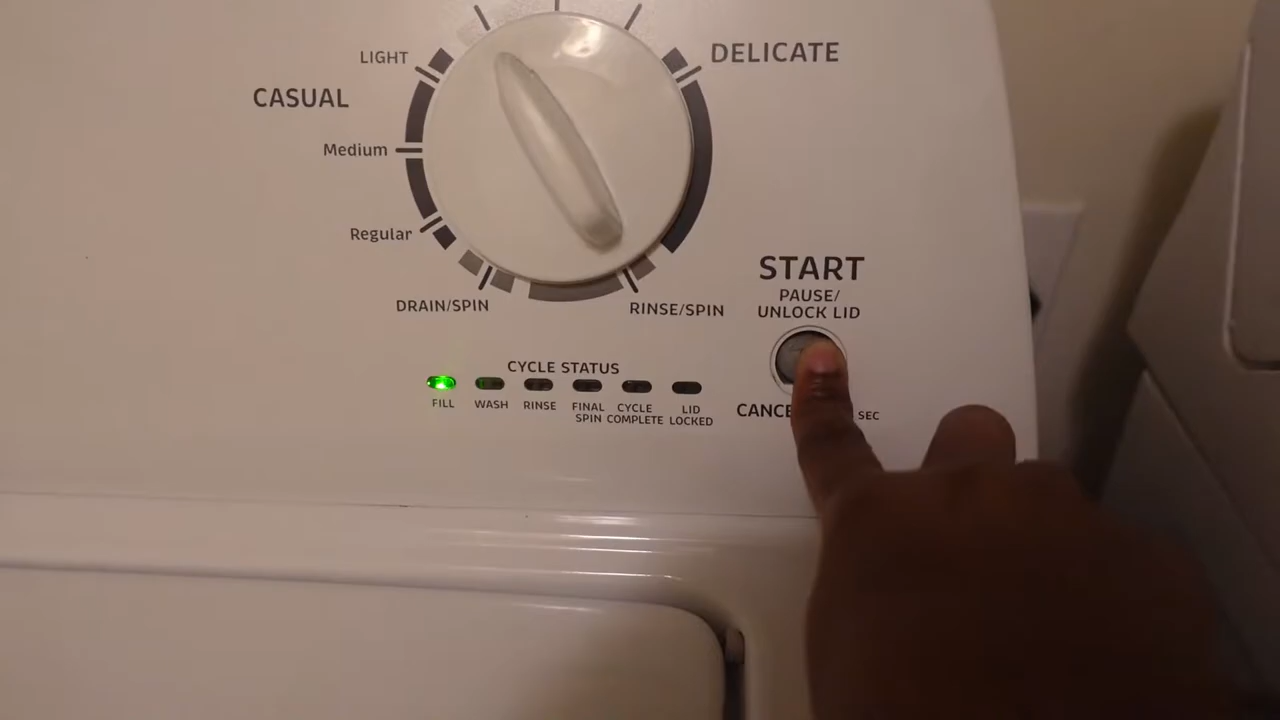 LIGHT
DELICATE
CASUAL
Medium
Regular
DRAIN/SPIN
RINSE/SPIN
START
PAUSE/
UNLOCK LID
CYCLE STATUS
FILL
WASH
RINSE
FINAL
SPIN
CYCLE
COMPLETE
LID
LOCKED
SEC